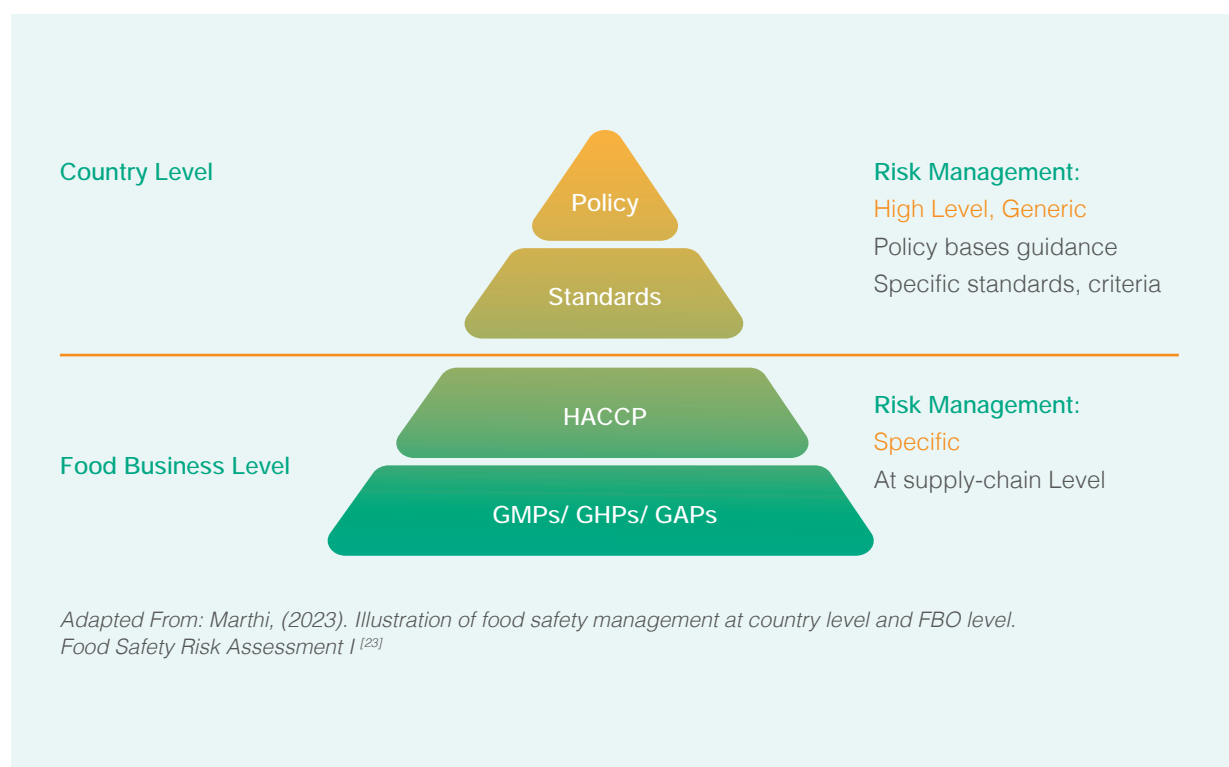 Country Level
Policy
Standards
Risk Management:
High Level, Generic
Policy bases guidance
Specific standards, criteria
Food Business Level
HACCP
GMPs/ GHPs/ GAPs
Risk Management:
Specific
At supply-chain Level
Adapted From: Marthi, (2023). Illustration of food safety management at country level and FBO level.
Food Safety Risk Assessment I [23]